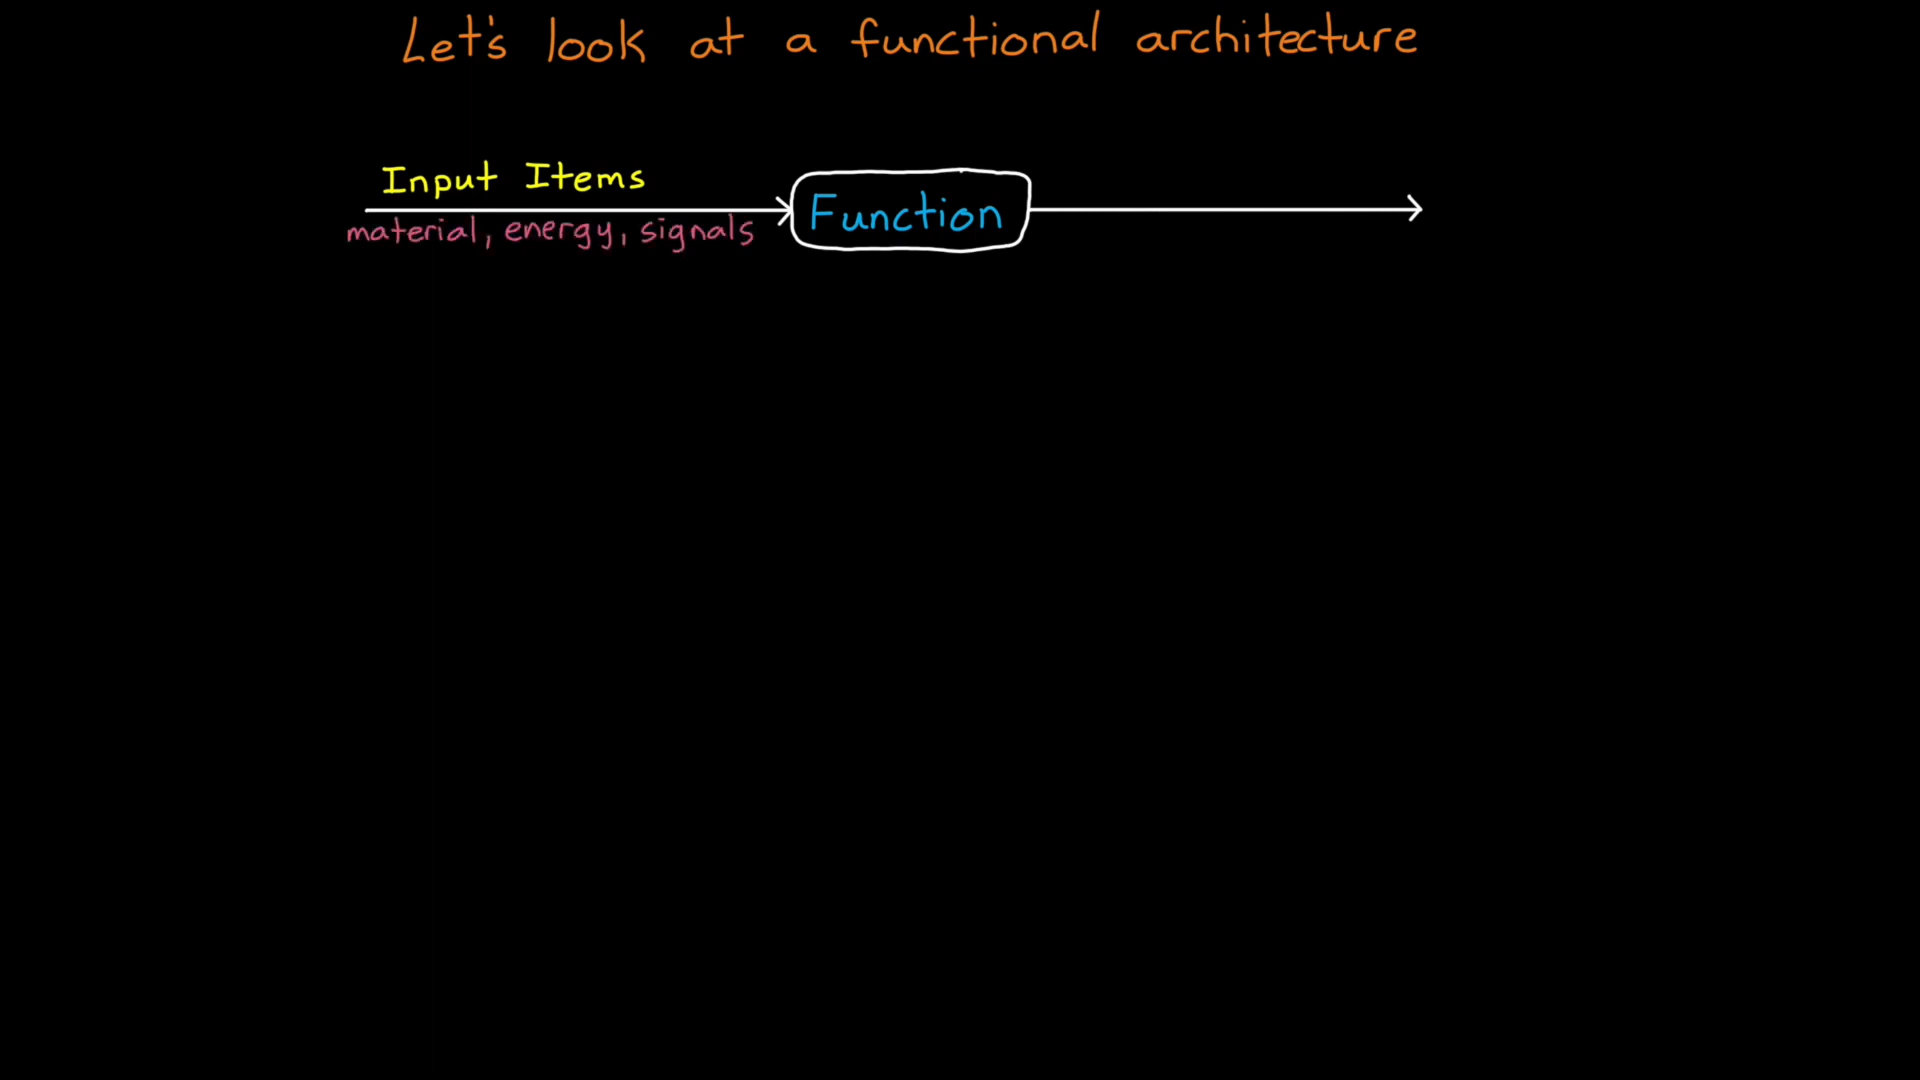 Let's look at a functional architecture
Input Items
material, energy, signals
Function